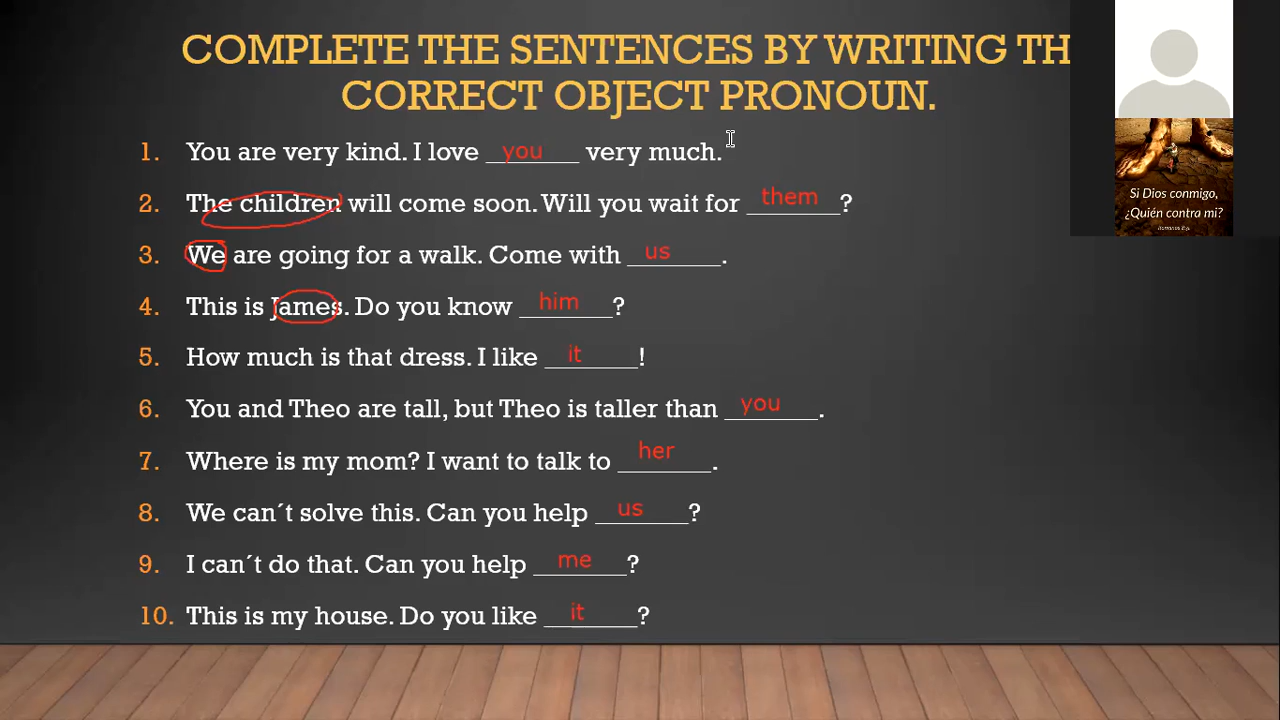 COMPLETE THE SENTENCES BY WRITING TH
CORRECT OBJECT PRONOUN.
1. You are very kind. I love you very much.
2. The children will come soon. Will you wait for them?
3. We are going for a walk. Come with us.
4. This is James. Do you know him?
5. How much is that dress. I like it!
6. You and Theo are tall, but Theo is taller than you.
7. Where is my mom? I want to talk to her.
8. We can´t solve this. Can you help us?
9. I can´t do that. Can you help me?
10. This is my house. Do you like it?
Si Dios conmigo,
¿Quién contra mi?